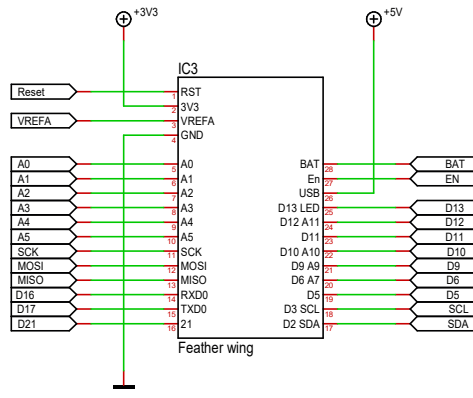 +3V3
+5V
IC3
Reset 1 RST
2 3V3
VREFA 3 VREFA
4 GND
A0 5 A0 BAT 28 BAT
A1 6 A1 En 27 EN
A2 7 A2 USB 26
A3 8 A3 D13 LED 25 D13
A4 9 A4 D12 A11 24 D12
A5 10 A5 D11 23 D11
SCK 11 SCK D10 A10 22 D10
MOSI 12 MOSI D9 A9 21 D9
MISO 13 MISO D6 A7 20 D6
D16 14 RXD0 D5 19 D5
D17 15 TXD0 D3 SCL 18 SCL
D21 16 21 D2 SDA 17 SDA
Feather wing